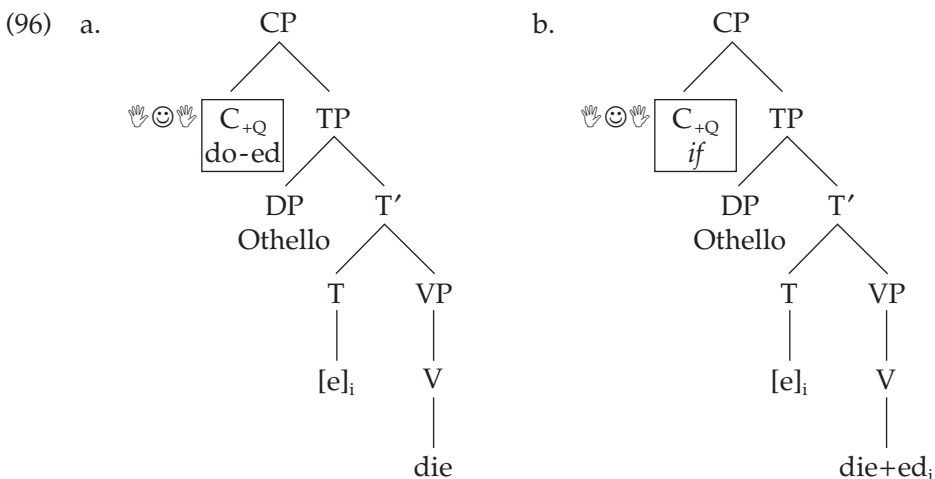 (96) a. CP b. CP
🖑☺🖑 C+Q TP 🖑☺🖑 C+Q TP
do-ed if
DP T′ DP T′
Othello Othello
T VP T VP
[e]i V [e]i V
die die+edi